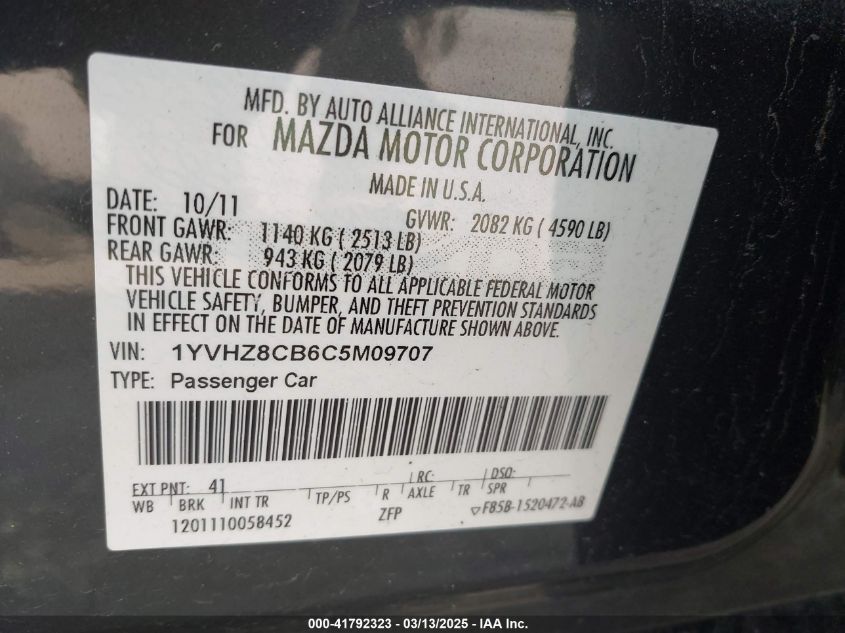 MFD. BY AUTO ALLIANCE INTERNATIONAL, INC.
FOR MAZDA MOTOR CORPORATION
MADE IN U.S.A.
DATE: 10/11 GVWR: 2082 KG ( 4590 LB)
FRONT GAWR: 1140 KG ( 2513 LB)
REAR GAWR: 943 KG ( 2079 LB)
THIS VEHICLE CONFORMS TO ALL APPLICABLE FEDERAL MOTOR
VEHICLE SAFETY, BUMPER, AND THEFT PREVENTION STANDARDS
IN EFFECT ON THE DATE OF MANUFACTURE SHOWN ABOVE.
VIN: 1YVHZ8CB6C5M09707
TYPE: Passenger Car
EXT PNT: 41 RC: DSO:
WB BRK INT TR TP/PS R AXLE TR SPR
1201110058452 ZFP F85B-1520472-AB
000-41792323 / 03/13/2025 - IAA Inc.